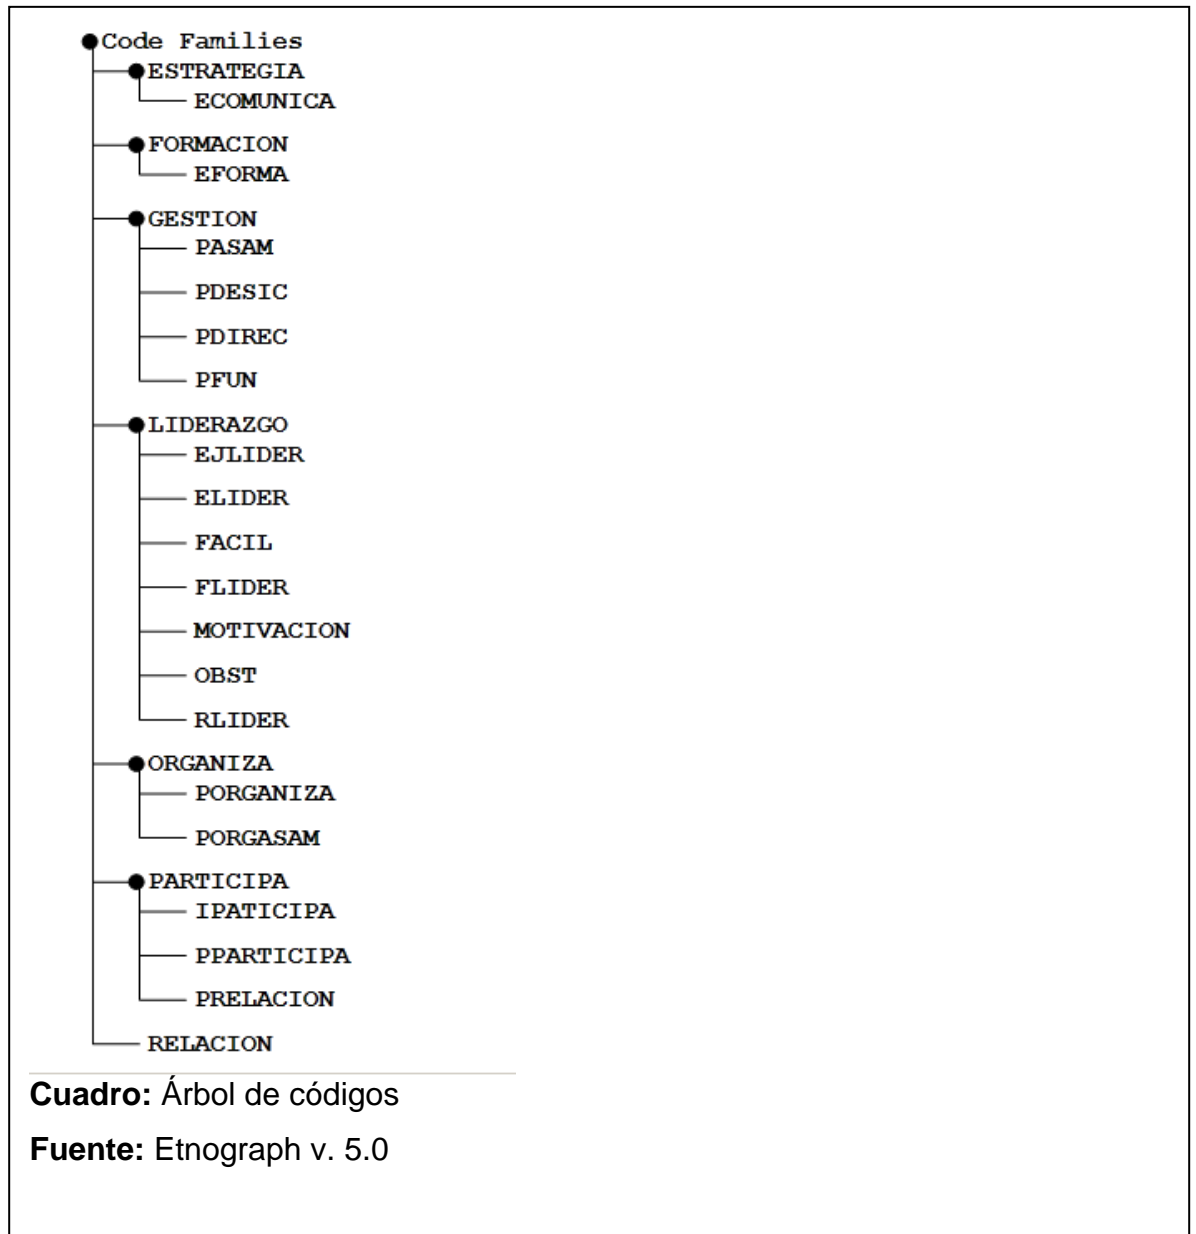 Code Families
ESTRATEGIA
ECOMUNICA
FORMACION
EFORMA
GESTION
PASAM
PDESIC
PDIREC
PFUN
LIDERAZGO
EJLIDER
ELIDER
FACIL
FLIDER
MOTIVACION
OBST
RLIDER
ORGANIZA
PORGANIZA
PORGASAM
PARTICIPA
IPATICIPA
PPARTICIPA
PRELACION
RELACION
Cuadro: Árbol de códigos
Fuente: Etnograph v. 5.0